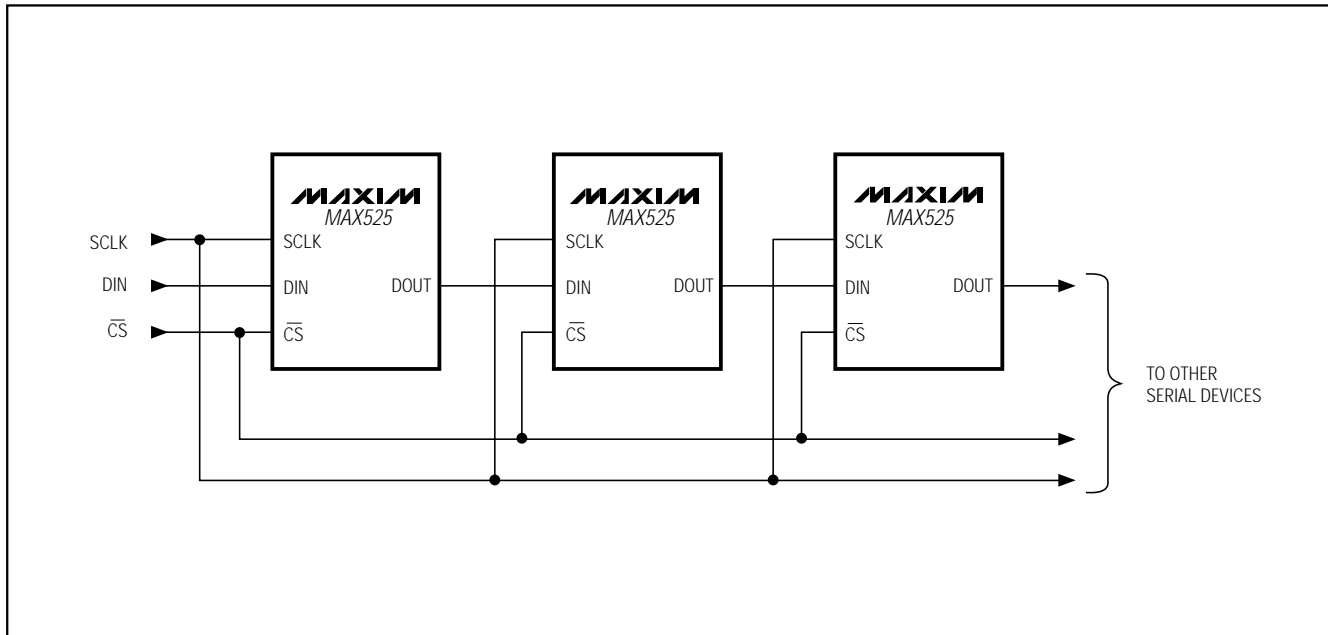 MAXIM
MAX525
SCLK
DIN
DOUT
CS
MAXIM
MAX525
SCLK
DIN
DOUT
CS
MAXIM
MAX525
SCLK
DIN
DOUT
CS
SCLK
DIN
CS
TO OTHER
SERIAL DEVICES